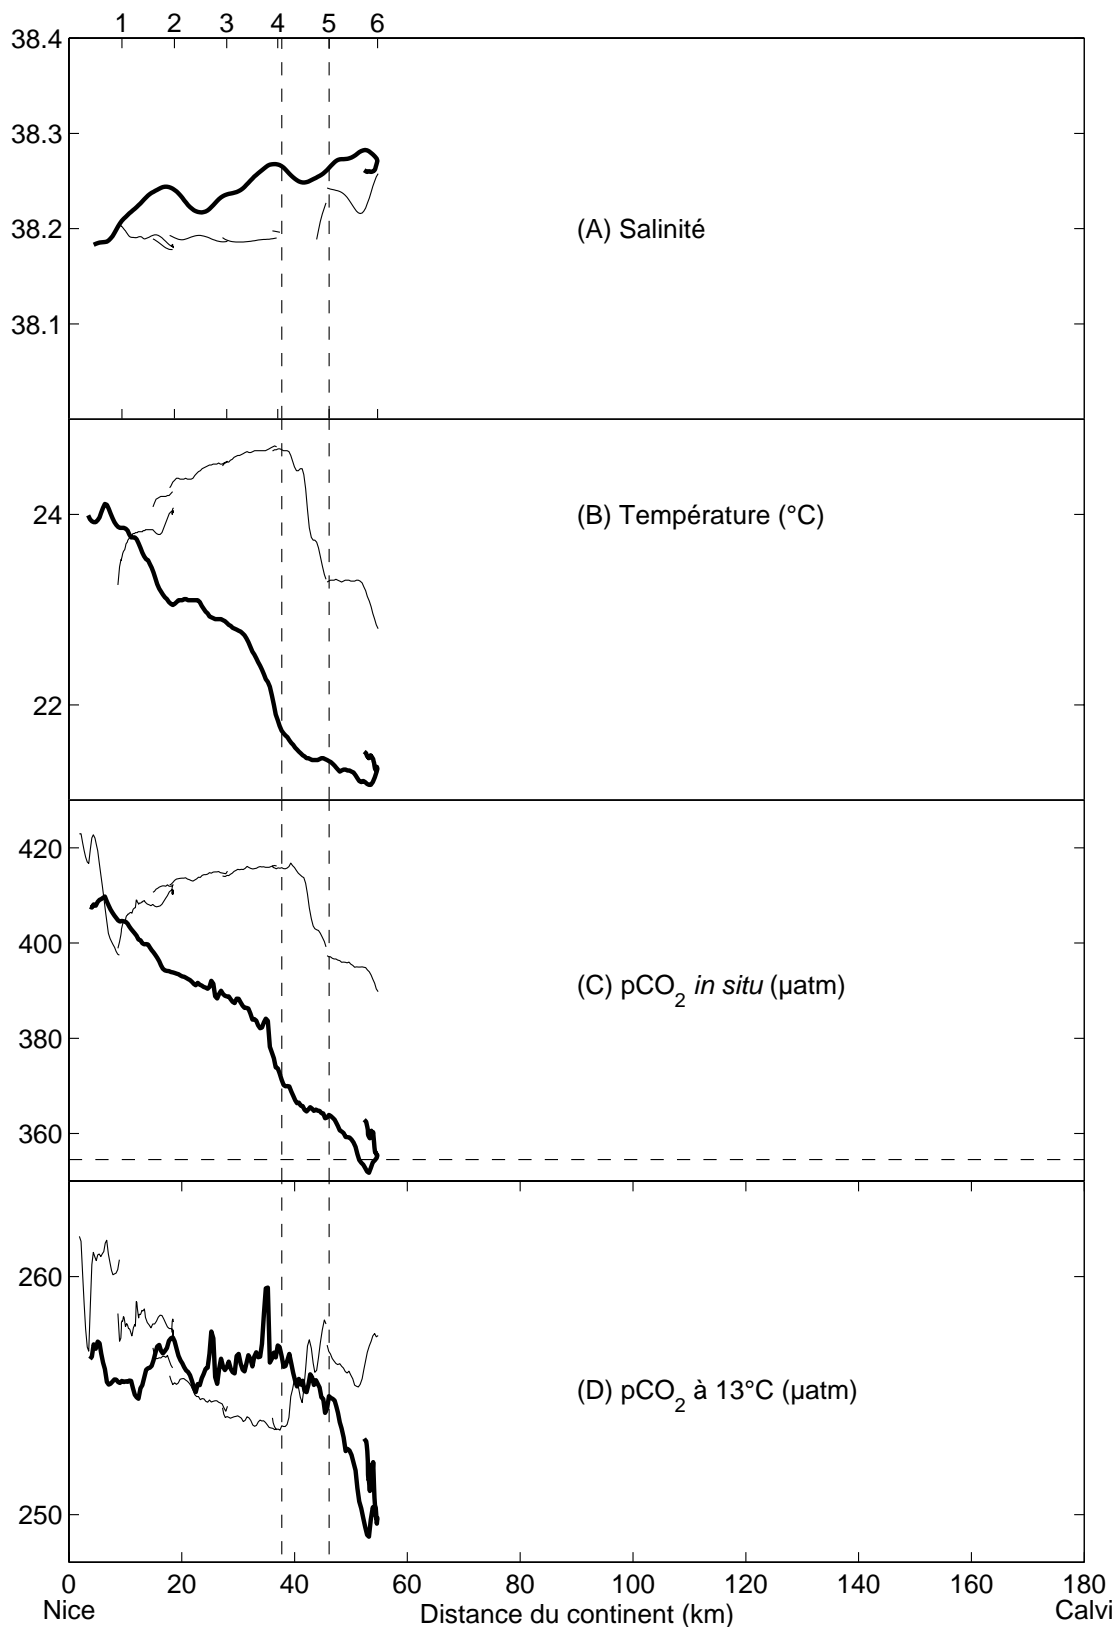 1 2 3 4 5 6
38.4
38.3
38.2
38.1
(A) Salinité
24
22
(B) Température (°C)
420
400
380
360
(C) pCO2 in situ (µatm)
260
250
(D) pCO2 à 13°C (µatm)
0 20 40 60 80 100 120 140 160 180
Nice Distance du continent (km) Calvi